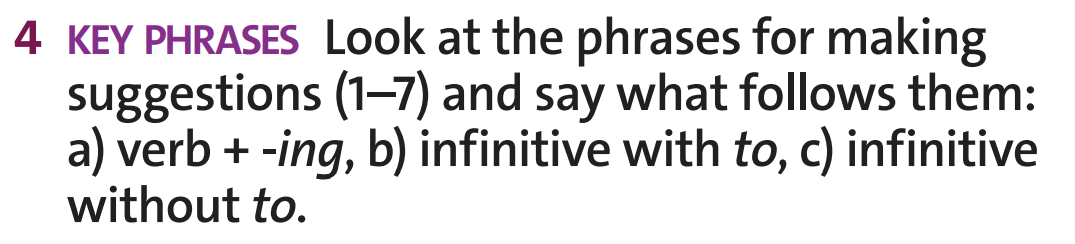 4 KEY PHRASES Look at the phrases for making
suggestions (1–7) and say what follows them:
a) verb + -ing, b) infinitive with to, c) infinitive
without to.